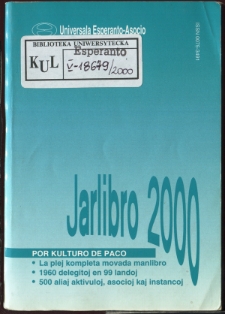 Universala Esperanto-Asocio
BIBLIOTEKA UNIWERSYTECKA
KUL
Esperanto
V-18679/2000
Jarlibro 2000
POR KULTURO DE PACO
• La plej kompleta movada manlibro
• 1960 delegitoj en 99 landoj
• 500 aliaj aktivuloj, asocioj kaj instancoj